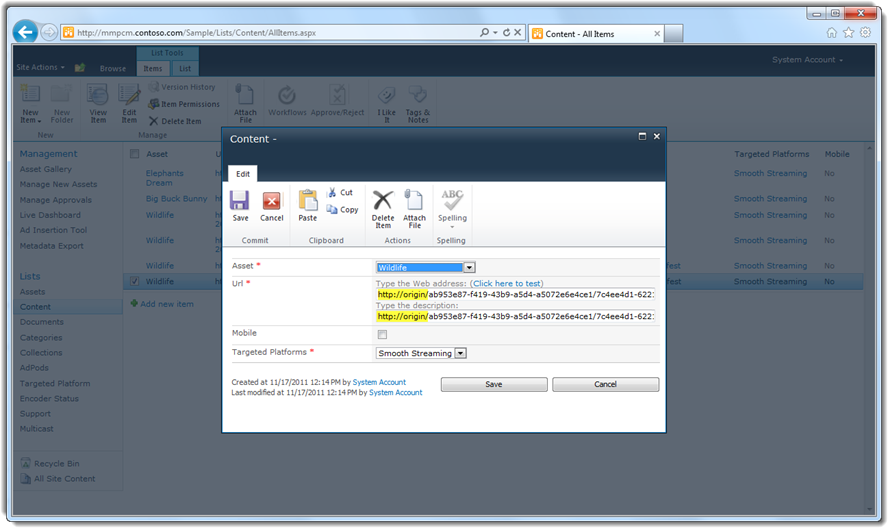 http://mmpcm.contoso.com/Sample/Lists/Content/AllItems.aspx
Content - All Items
List Tools
Site Actions Browse Items List
System Account
Version History
Item Permissions
Delete Item
New Item
New Folder
View Item
Edit Item
Attach File
Workflows
Approve/Reject
I Like It
Tags & Notes
New
Manage
Management
Asset Gallery
Manage New Assets
Manage Approvals
Live Dashboard
Ad Insertion Tool
Metadata Export
Lists
Assets
Content
Documents
Categories
Collections
AdPods
Targeted Platform
Encoder Status
Support
Multicast
Recycle Bin
All Site Content
Asset
Targeted Platforms
Mobile
Elephants Dream
Smooth Streaming No
Big Buck Bunny
Smooth Streaming No
Wildlife
Smooth Streaming No
Wildlife
Smooth Streaming No
Wildlife
Smooth Streaming No
Wildlife
Smooth Streaming No
Add new item
Content -
Edit
Save
Cancel
Paste
Cut
Copy
Delete Item
Attach File
ABC
Spelling
Commit
Clipboard
Actions
Spelling
Asset *
Wildlife
Url *
Type the Web address: (Click here to test)
http://origin/ab953e87-f419-43b9-a5d4-a5072e6e4ce1/7c4ee4d1-622
Type the description:
http://origin/ab953e87-f419-43b9-a5d4-a5072e6e4ce1/7c4ee4d1-622
Mobile
Targeted Platforms *
Smooth Streaming
Created at 11/17/2011 12:14 PM by System Account
Last modified at 11/17/2011 12:14 PM by System Account
Save
Cancel